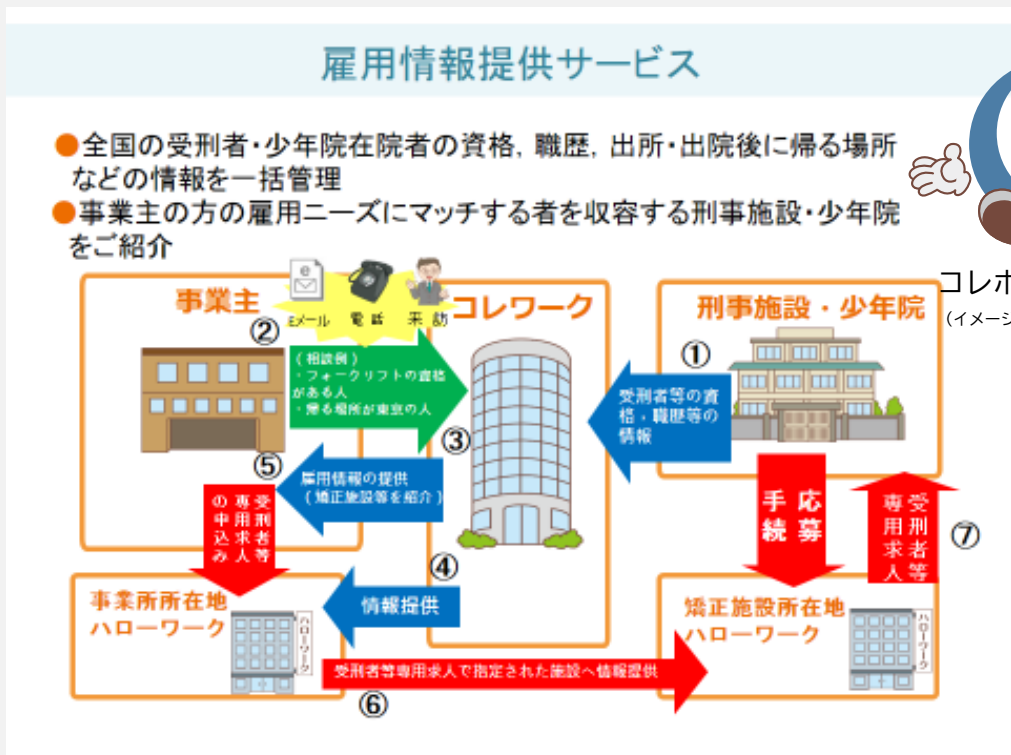 雇用情報提供サービス
●全国の受刑者・少年院在院者の資格，職歴，出所・出院後に帰る場所
などの情報を一括管理
●事業主の方の雇用ニーズにマッチする者を収容する刑事施設・少年院
をご紹介
事業主
②
e
Eメール 電話 来訪
コレワーク
刑事施設・少年院
コレホ
（イメージ
（相談例）
・フォークリフトの資格
がある人
・帰る場所が東京の人
①
受刑者等の資
格・職歴等の
情報
③
雇用情報の提供
（矯正施設等を紹介）
⑤
受刑者等
専用求人
の申込み
応募
手続
受刑者等
専用求人
⑦
④
情報提供
事業所所在地
ハローワーク
ハローワーク
矯正施設所在地
ハローワーク
ハローワーク
受刑者等専用求人で指定された施設へ情報提供
⑥